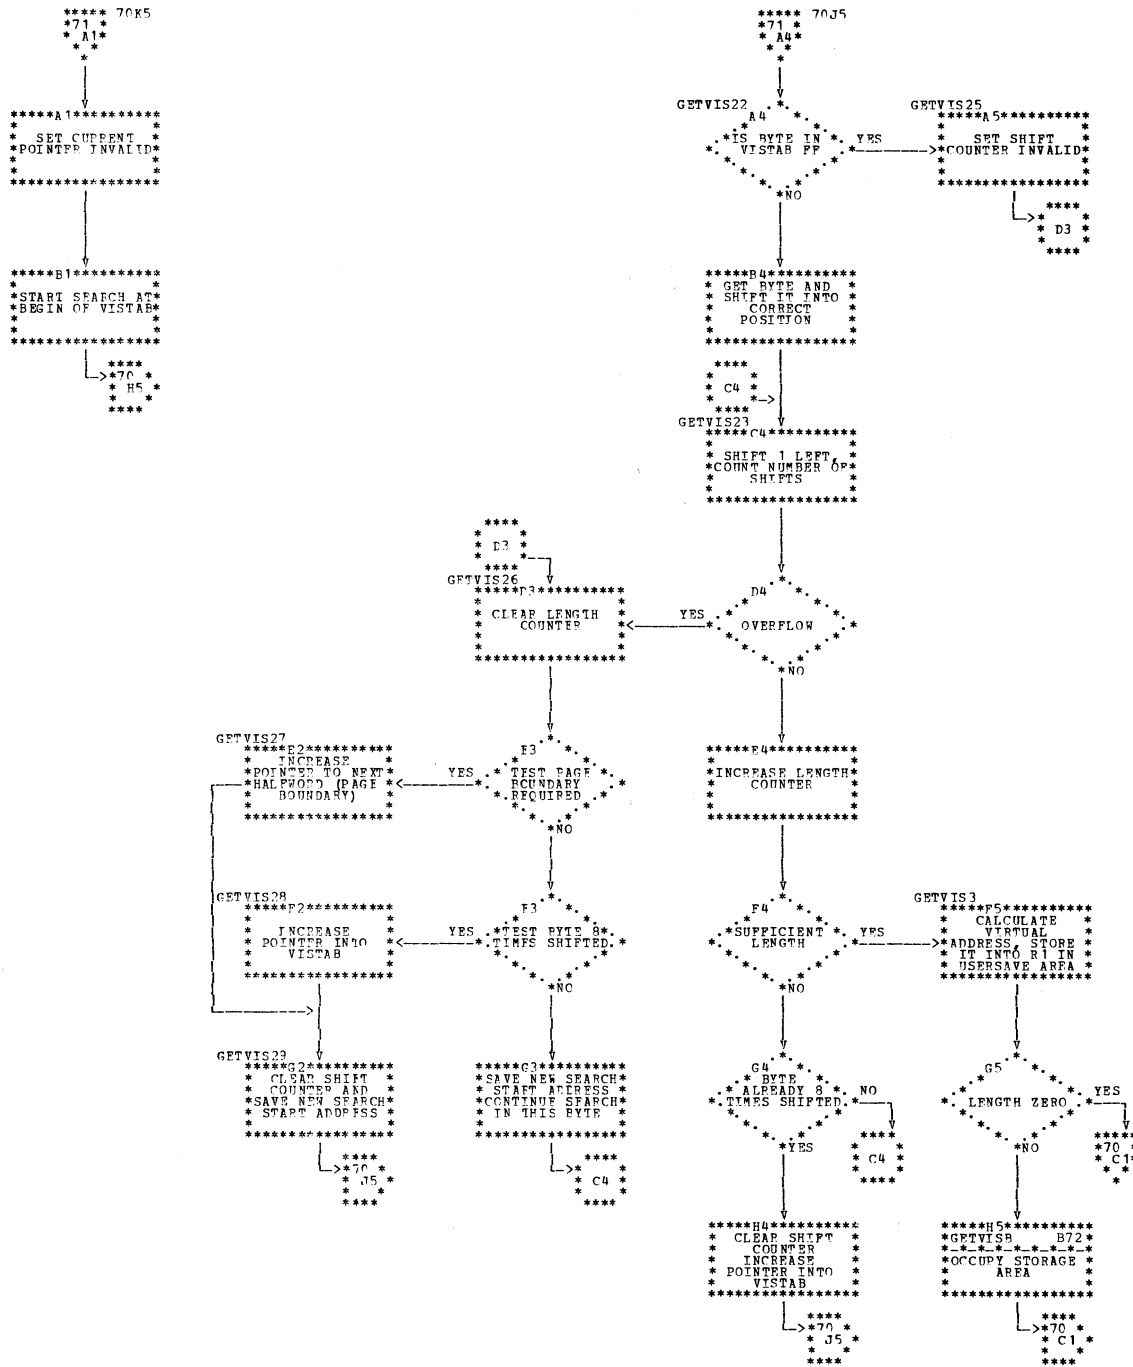 70K5
71
A1
A1
SET CURRENT
POINTER INVALID
B1
START SEARCH AT
BEGIN OF VISTAB
70
H5
70J5
71
A4
GETVIS22
A4
IS BYTE IN
VISTAB FF
YES
NO
GETVIS25
A5
SET SHIFT
COUNTER INVALID
D3
B4
GET BYTE AND
SHIFT IT INTO
CORRECT
POSITION
C4
GETVIS23
C4
SHIFT 1 LEFT,
COUNT NUMBER OF
SHIFTS
D3
GETVIS26
D3
CLEAR LENGTH
COUNTER
D4
OVERFLOW
YES
NO
GETVIS27
E2
INCREASE
POINTER TO NEXT
HALFWORD (PAGE
BOUNDARY)
E3
TEST PAGE
BOUNDARY
REQUIRED
YES
NO
E4
INCREASE LENGTH
COUNTER
GETVIS28
F2
INCREASE
POINTER INTO
VISTAB
F3
TEST BYTE 8
TIMES SHIFTED
YES
NO
F4
SUFFICIENT
LENGTH
YES
NO
GETVIS3
F5
CALCULATE
VIRTUAL
ADDRESS, STORE
IT INTO R1 IN
USERSAVE AREA
GETVIS29
G2
CLEAR SHIFT
COUNTER AND
SAVE NEW SEARCH
START ADDRESS
70
J5
G3
SAVE NEW SEARCH
START ADDRESS
CONTINUE SEARCH
IN THIS BYTE
C4
G4
BYTE
ALREADY 8
TIMES SHIFTED
NO
YES
C4
G5
LENGTH ZERO
YES
NO
70
C1
H4
CLEAR SHIFT
COUNTER
INCREASE
POINTER INTO
VISTAB
70
J5
H5
GETVISB B72
OCCUPY STORAGE
AREA
70
C1